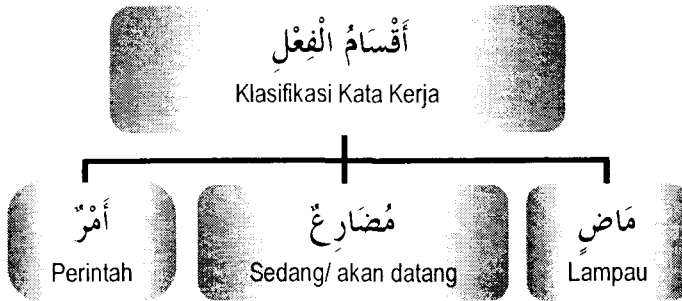 أَقْسَامُ الْفِعْلِ
Klasifikasi Kata Kerja
أَمْرٌ
Perintah
مُضَارِعٌ
Sedang/ akan datang
مَاضٍ
Lampau